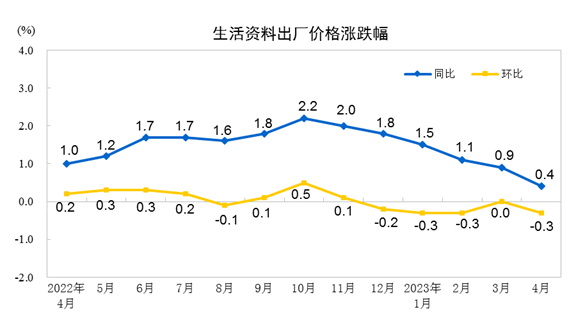 生活资料出厂价格涨跌幅
(%)
4.0
3.0
2.0
1.0
0.0
-1.0
-2.0
同比
环比
1.0
1.2
1.7
1.7
1.6
1.8
2.2
2.0
1.8
1.5
1.1
0.9
0.4
0.2
0.3
0.3
0.2
-0.1
0.1
0.5
0.1
-0.2
-0.3
-0.3
0.0
-0.3
2022年
4月
5月
6月
7月
8月
9月
10月
11月
12月
2023年
1月
2月
3月
4月